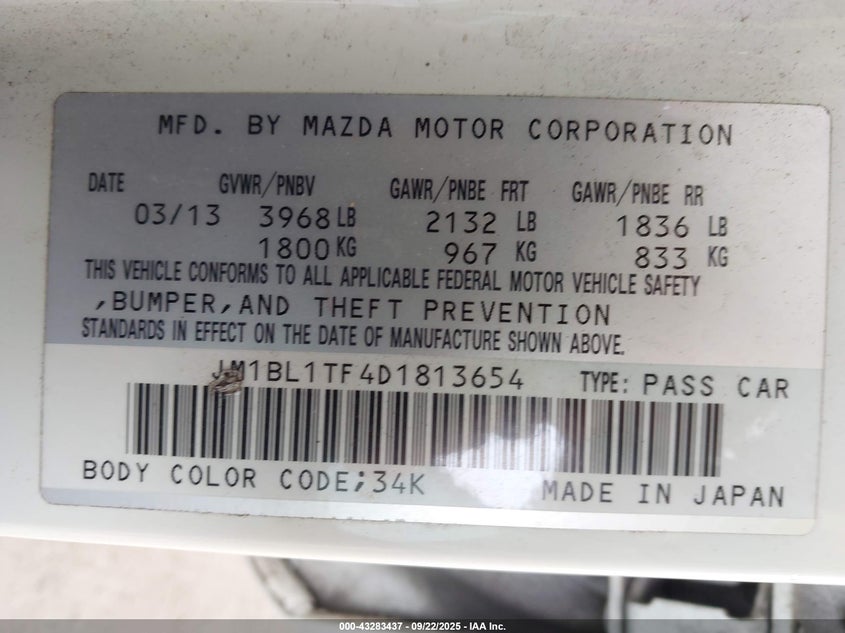 MFD. BY MAZDA MOTOR CORPORATION
DATE GVWR/PNBV GAWR/PNBE FRT GAWR/PNBE RR
03/13 3968 LB 2132 LB 1836 LB
1800 KG 967 KG 833 KG
THIS VEHICLE CONFORMS TO ALL APPLICABLE FEDERAL MOTOR VEHICLE SAFETY
,BUMPER,AND THEFT PREVENTION
STANDARDS IN EFFECT ON THE DATE OF MANUFACTURE SHOWN ABOVE.
JM1BL1TF4D1813654 TYPE: PASS CAR
BODY COLOR CODE;34K MADE IN JAPAN
000-43283437 - 09/22/2025 - IAA Inc.